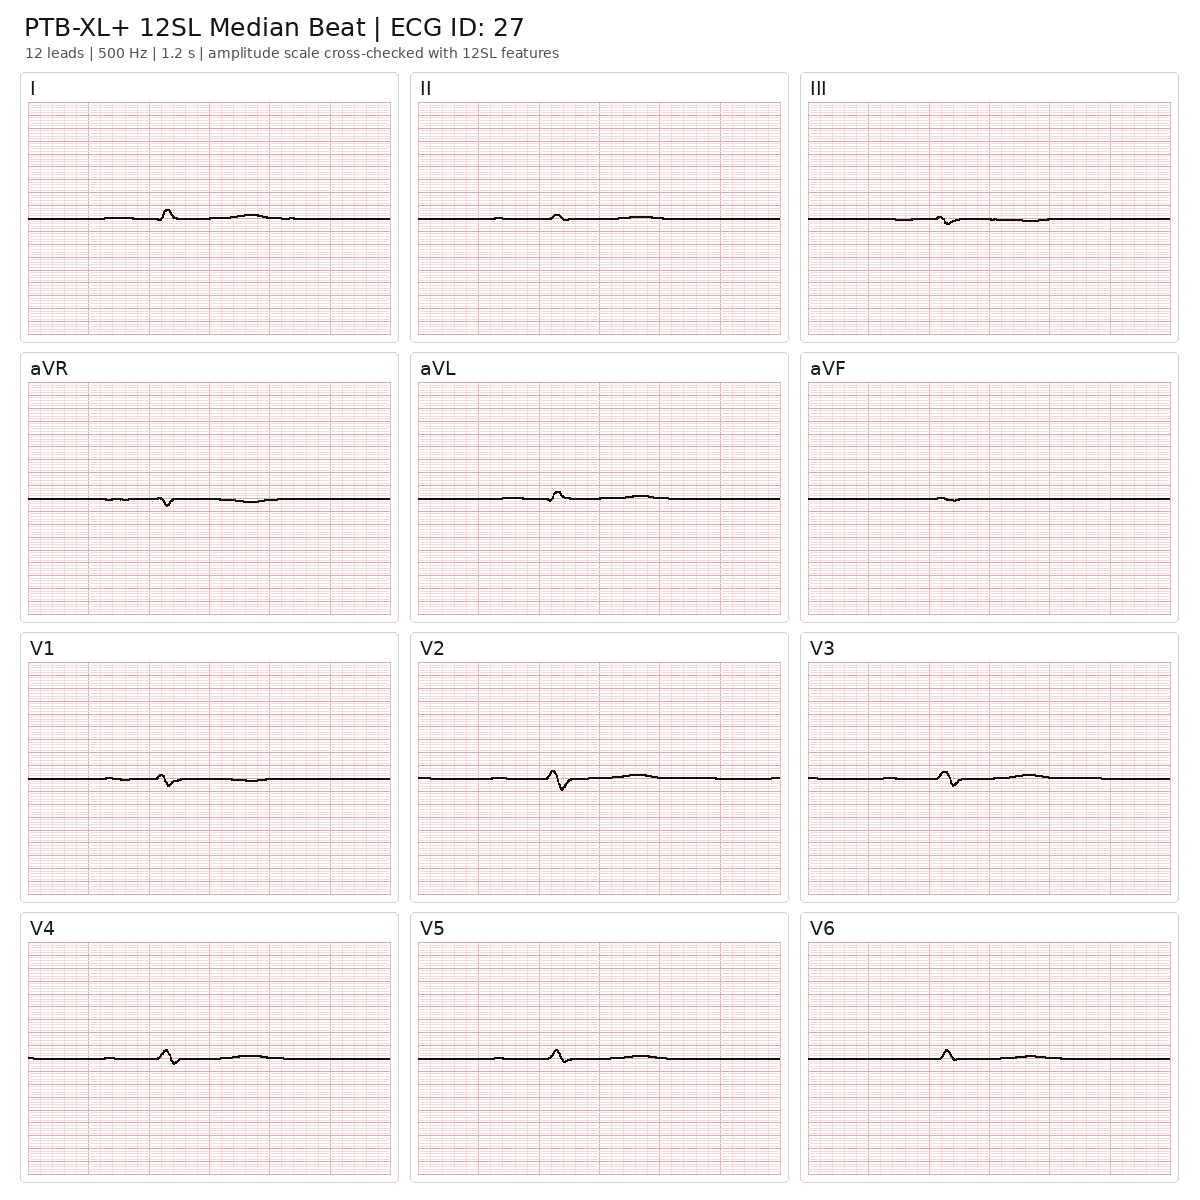 PTB-XL+ 12SL Median Beat | ECG ID: 27
12 leads | 500 Hz | 1.2 s | amplitude scale cross-checked with 12SL features
I
II
III
aVR
aVL
aVF
V1
V2
V3
V4
V5
V6